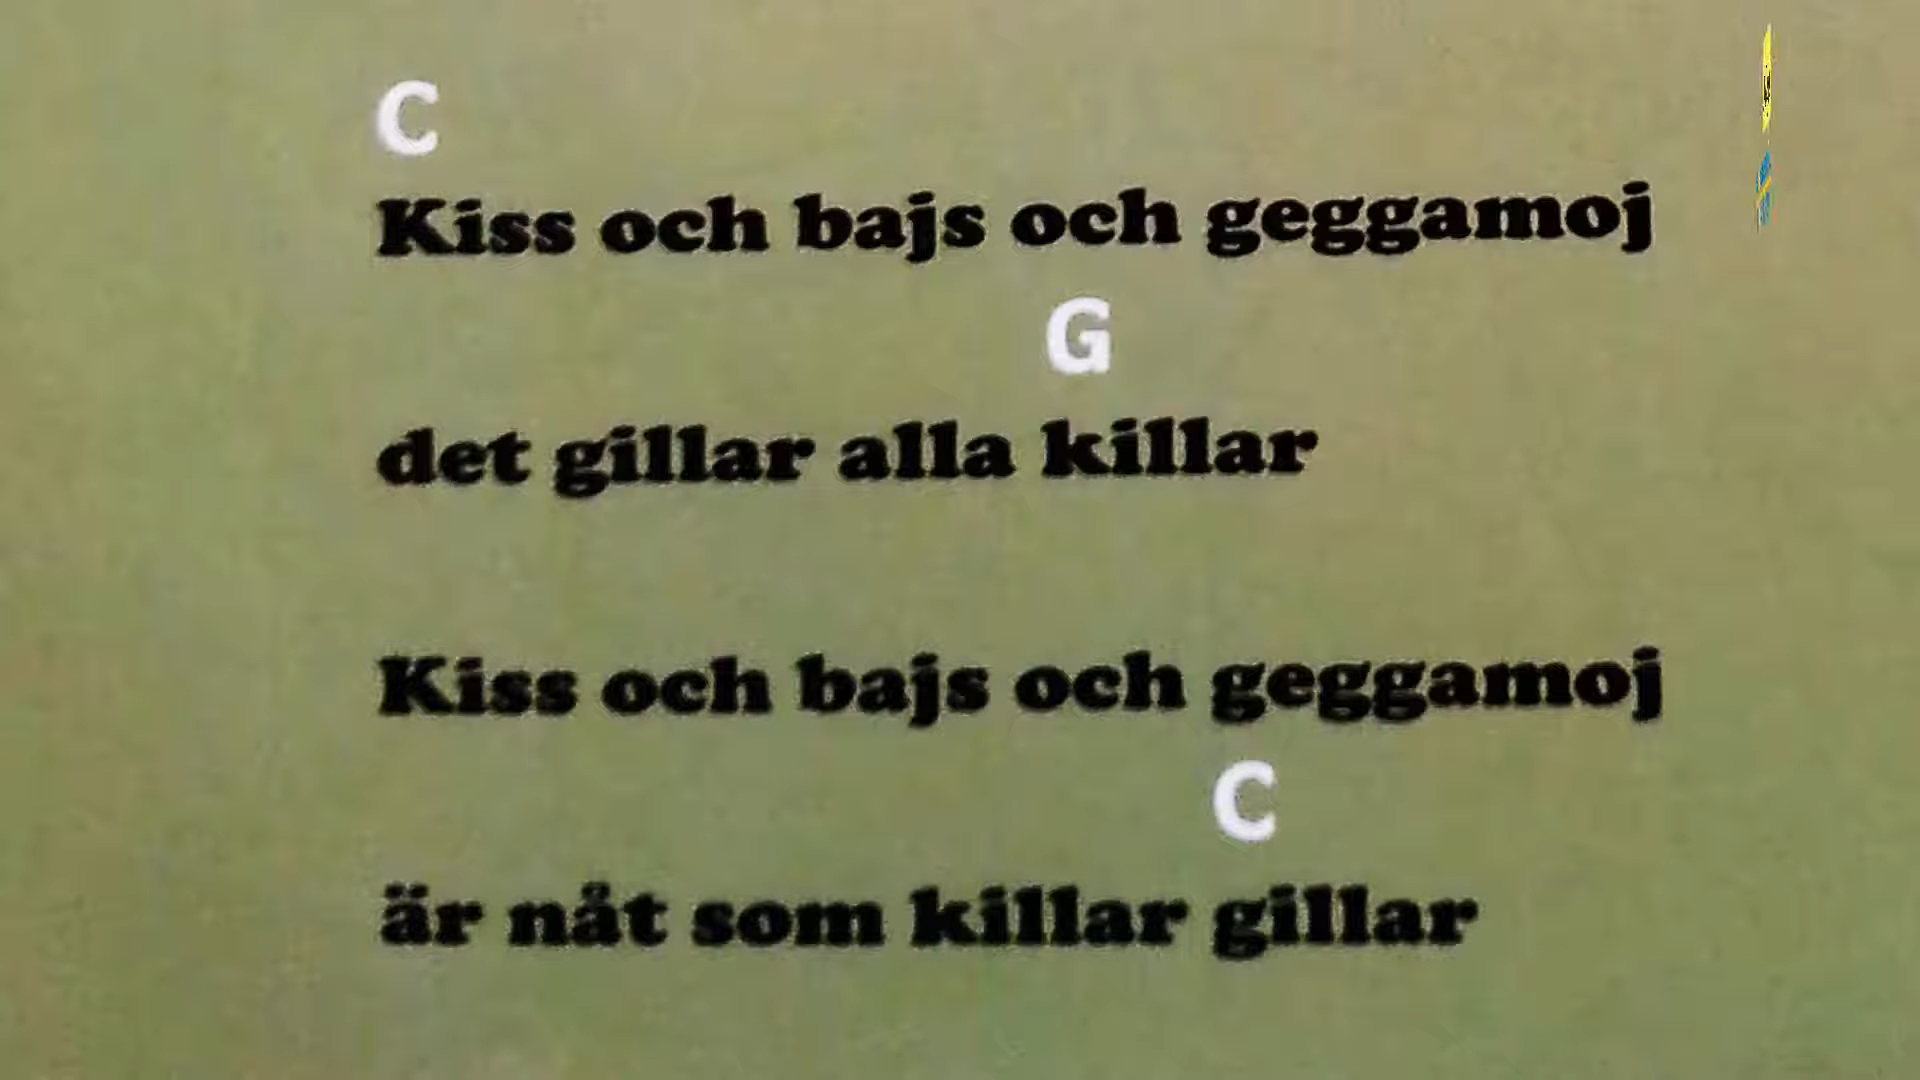 C
Kiss och bajs och geggamoj
G
det gillar alla killar
Kiss och bajs och geggamoj
C
är nåt som killar gillar